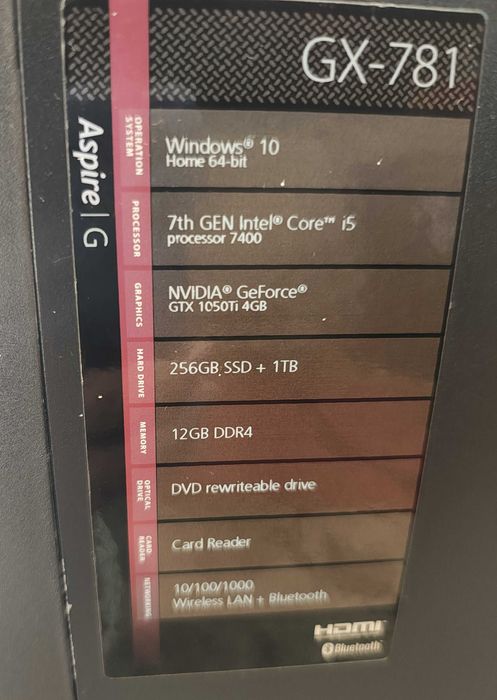 GX-781
Aspire | G
OPERATION
SYSTEM
Windows® 10
Home 64-bit
PROCESSOR
7th GEN Intel® Core™ i5
processor 7400
GRAPHICS
NVIDIA® GeForce®
GTX 1050Ti 4GB
HARD DRIVE
256GB SSD + 1TB
MEMORY
12GB DDR4
OPTICAL
DRIVE
DVD rewriteable drive
CARD
READER
Card Reader
NETWORKING
10/100/1000
Wireless LAN + Bluetooth
HDMI
Bluetooth